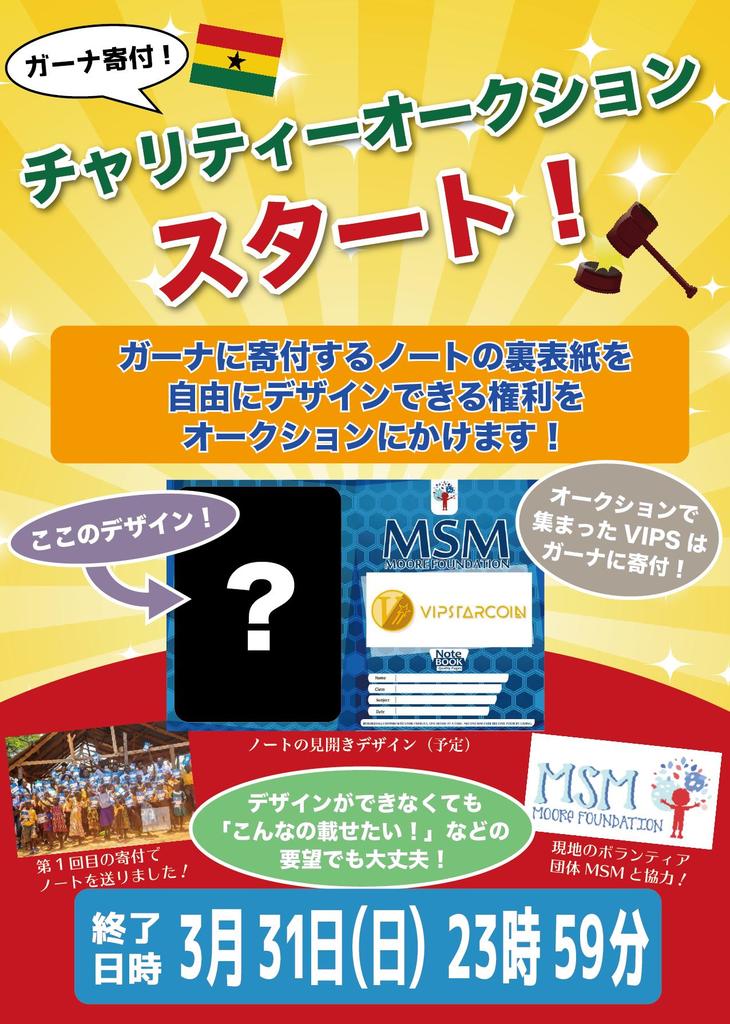 ガーナ寄付！
チャリティーオークション
スタート！
ガーナに寄付するノートの裏表紙を
自由にデザインできる権利を
オークションにかけます！
ここのデザイン！
?
MSM
MOORE FOUNDATION
VIPSTARCOIN
Note
BOOK
Name
Class
Subject
Date
オークションで
集まった VIPS は
ガーナに寄付！
ノートの見開きデザイン（予定）
第1回目の寄付で
ノートを送りました！
デザインができなくても
「こんなの載せたい！」などの
要望でも大丈夫！
MSM
MOORE FOUNDATION
現地のボランティア
団体 MSM と協力！
終了
日時
3月31日(日) 23時59分